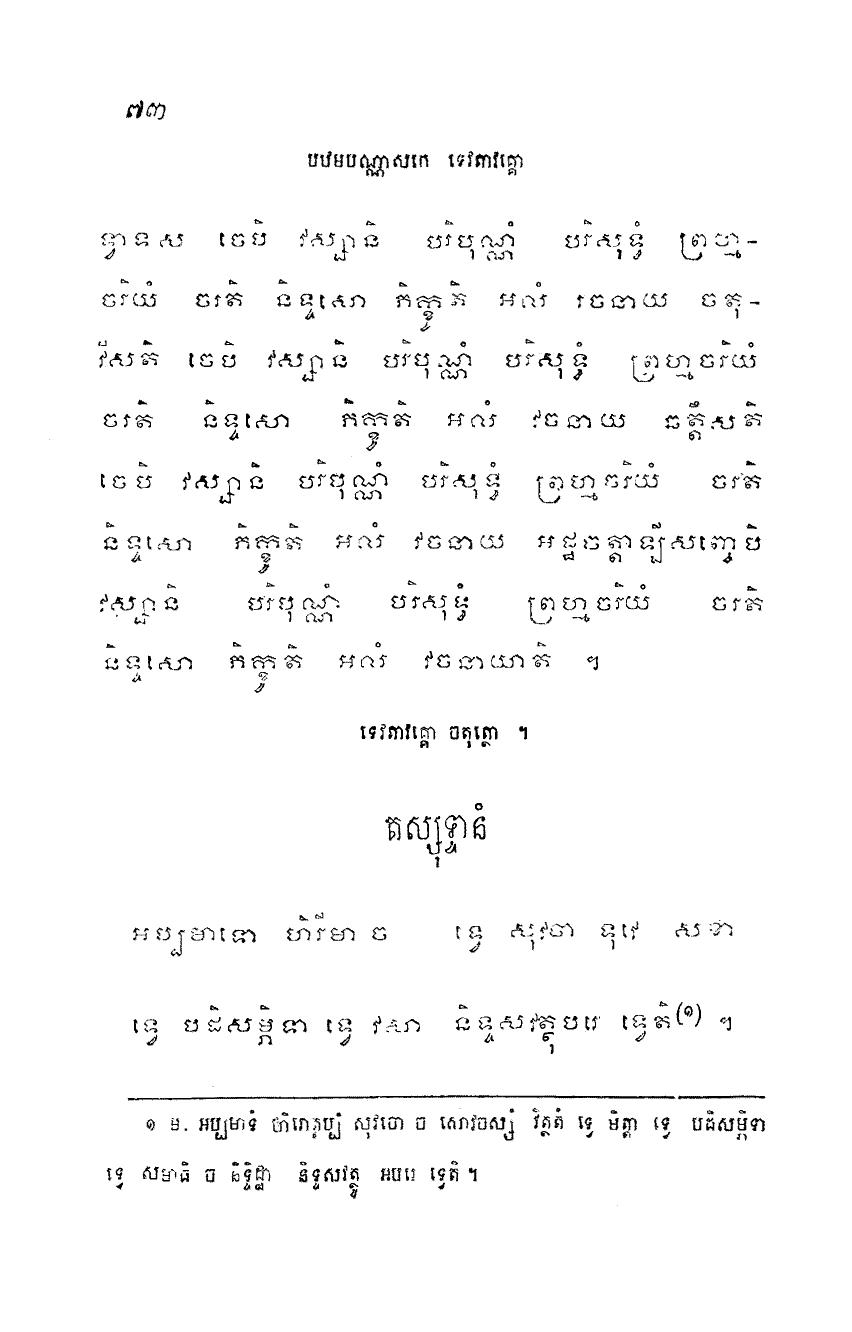 ៧៣
បឋមបណ្ណាសកេ ទេវតាវគ្គោ
ទ្វាទស ចេបិ វស្សានិ បរិបុណ្ណំ បរិសុទ្ធំ ព្រហ្ម-
ចរិយំ ចរតិ និទ្ទសោ ភិក្ខូតិ អលំ វចនាយ ចតុ-
វីសតិ ចេបិ វស្សានិ បរិបុណ្ណំ បរិសុទ្ធំ ព្រហ្មចរិយំ
ចរតិ និទ្ទសោ ភិក្ខូតិ អលំ វចនាយ ឆត្តឹសតិ
ចេបិ វស្សានិ បរិបុណ្ណំ បរិសុទ្ធំ ព្រហ្មចរិយំ ចរតិ
និទ្ទសោ ភិក្ខូតិ អលំ វចនាយ អដ្ឋចត្តាឡីសញ្ចេបិ
វស្សានិ បរិបុណ្ណំ បរិសុទ្ធំ ព្រហ្មចរិយំ ចរតិ
និទ្ទសោ ភិក្ខូតិ អលំ វចនាយាតិ ។
ទេវតាវគ្គោ ចតុត្ថោ ។
តស្សុទ្ទានំ
អប្បមាទោ ហិរីមា ច ទ្វេ សុវចា ទុវេ សខា
ទ្វេ បដិសម្ភិទា ទ្វេ វសា និទ្ទសវត្ថុបរេ ទ្វេតិ(១) ។
១ ម. អប្បមាទំ ហិរោត្តប្បំ សុវចោ ច សោវចស្សំ វិត្ថតំ ទ្វេ មិត្តា ទ្វេ បដិសម្ភិទា
ទ្វេ សមាធិ ច និទ្ទិដ្ឋា និទ្ទសវត្ថូ អបរេ ទ្វេតិ ។